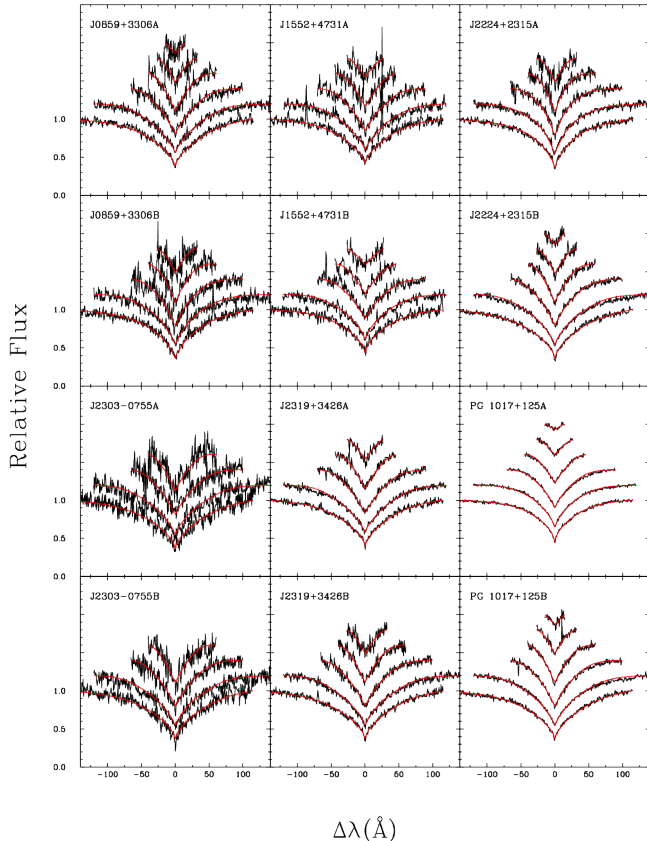 J0859+3306A
J1552+4731A
J2224+2315A
1.0
0.5
0.0
J0859+3306B
J1552+4731B
J2224+2315B
1.0
0.5
0.0
Relative Flux
J2303-0755A
J2319+3426A
PG 1017+125A
1.0
0.5
0.0
J2303-0755B
J2319+3426B
PG 1017+125B
1.0
0.5
0.0
-100 -50 0 50 100 -100 -50 0 50 100 -100 -50 0 50 100
Δλ(Å)